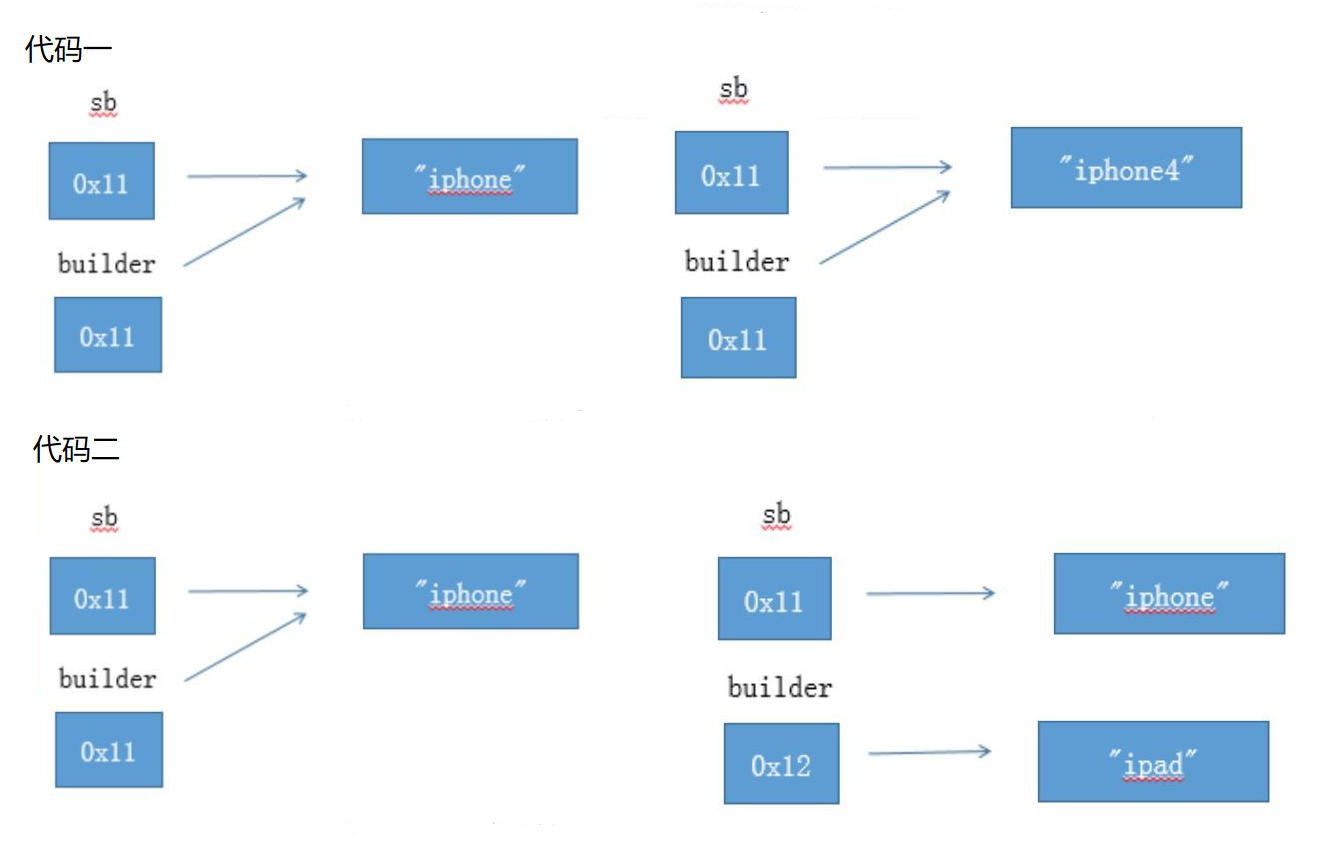 代码一
sb
0x11
"iphone"
builder
0x11
sb
0x11
"iphone4"
builder
0x11
代码二
sb
0x11
"iphone"
builder
0x11
sb
0x11
"iphone"
builder
0x12
"ipad"